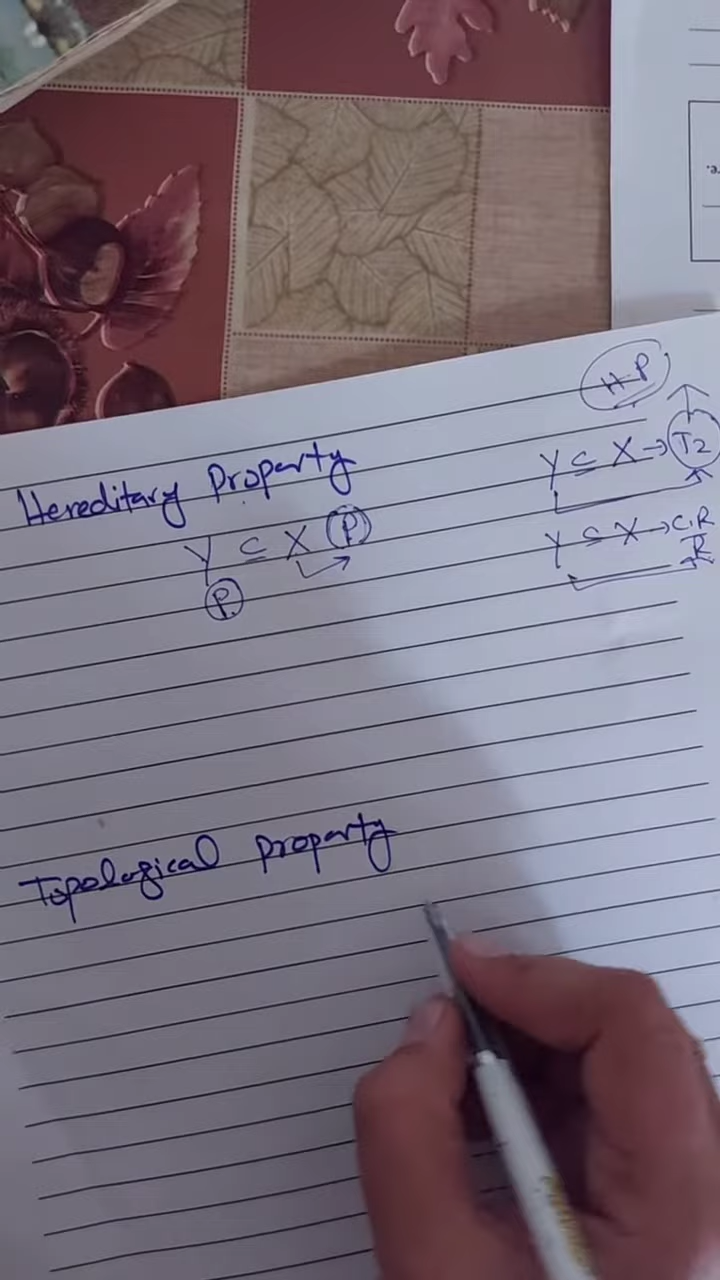 H-P
Hereditary Property
Y ⊆ X → T2
Y ⊆ X P.
P.
Y ⊆ X → C.R
R
Topological property